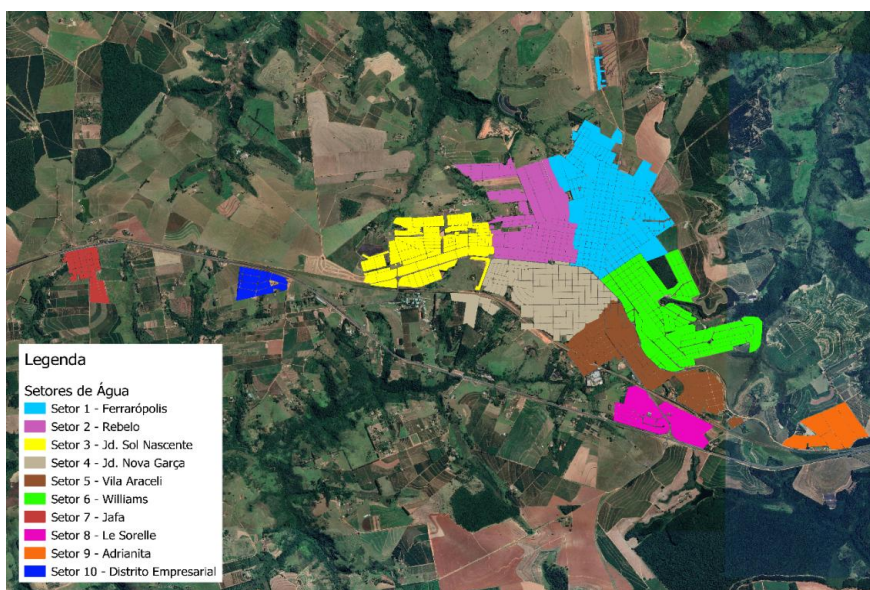 Legenda
Setores de Água
Setor 1 - Ferrarópolis
Setor 2 - Rebelo
Setor 3 - Jd. Sol Nascente
Setor 4 - Jd. Nova Garça
Setor 5 - Vila Araceli
Setor 6 - Williams
Setor 7 - Jafa
Setor 8 - Le Sorelle
Setor 9 - Adrianita
Setor 10 - Distrito Empresarial